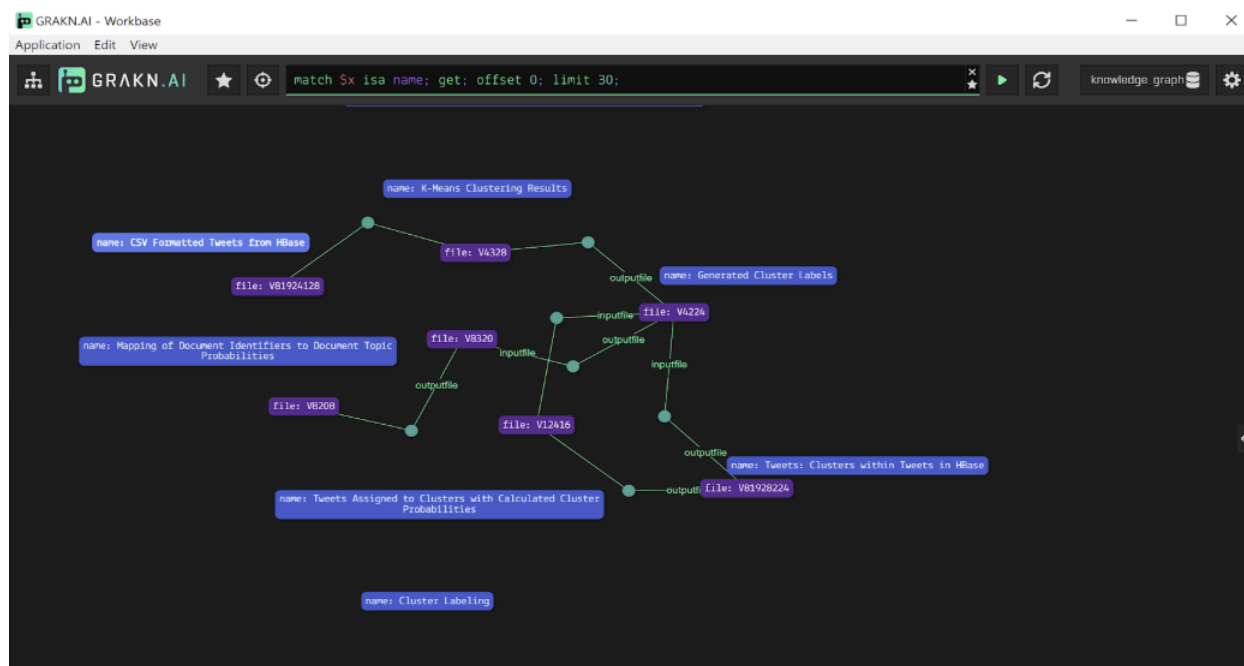 GRAKN.AI - Workbase
Application Edit View
GRAKN.AI
match $x isa name; get; offset 0; limit 30;
knowledge graph
name: K-Means Clustering Results
name: CSV Formatted Tweets from HBase
file: V4328
outputfile
name: Generated Cluster Labels
file: V81924128
inputfile
file: V4224
file: V8320
outputfile
name: Mapping of Document Identifiers to Document Topic
Probabilities
inputfile
inputfile
outputfile
file: V8208
file: V12416
outputfile
name: Tweets: Clusters within Tweets in HBase
outputfi
file: V81928224
name: Tweets Assigned to Clusters with Calculated Cluster
Probabilities
name: Cluster Labeling